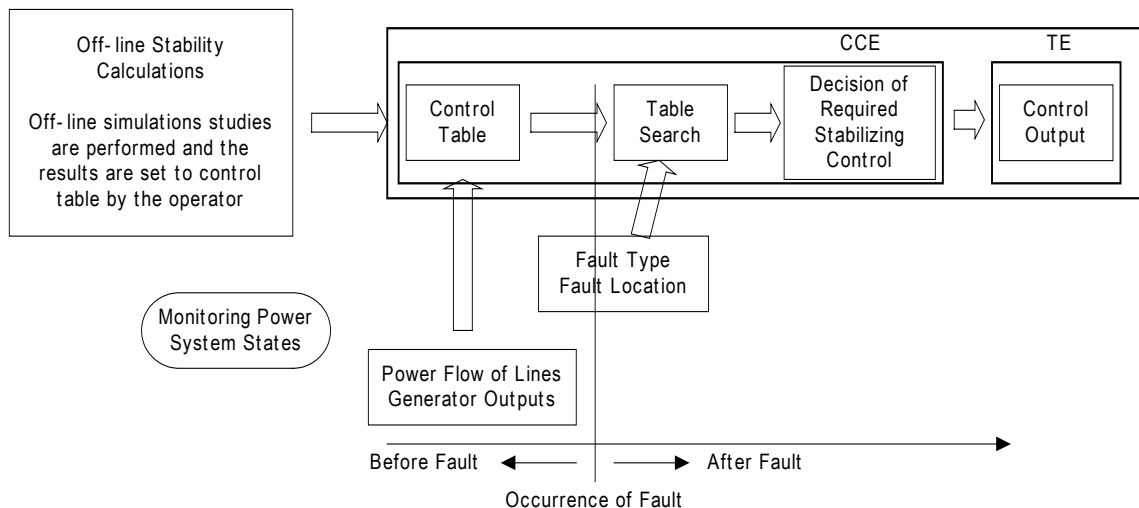 Off-line Stability
Calculations
Off-line simulations studies
are performed and the
results are set to control
table by the operator
CCE
TE
Control
Table
Table
Search
Decision of
Required
Stabilizing
Control
Control
Output
Fault Type
Fault Location
Monitoring Power
System States
Power Flow of Lines
Generator Outputs
Before Fault
After Fault
Occurrence of Fault